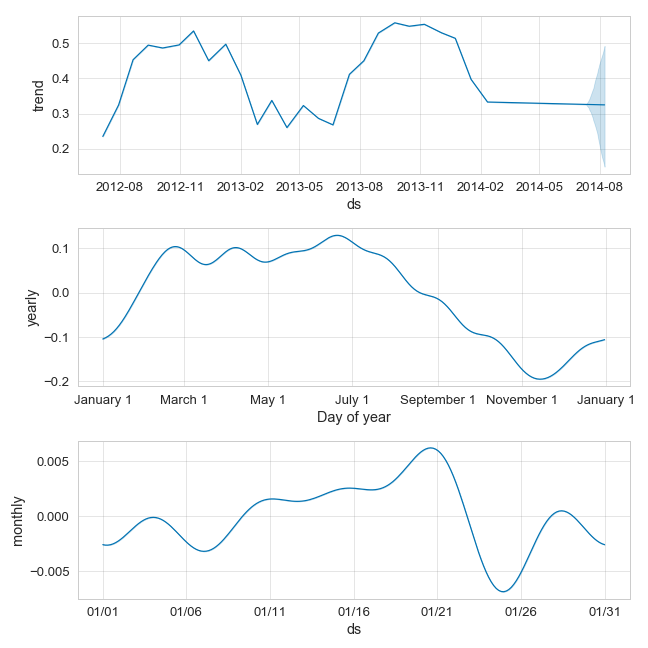 0.5
0.4
0.3
0.2
trend
2012-08 2012-11 2013-02 2013-05 2013-08 2013-11 2014-02 2014-05 2014-08
ds
0.1
0.0
−0.1
−0.2
yearly
January 1 March 1 May 1 July 1 September 1 November 1 January 1
Day of year
0.005
0.000
−0.005
monthly
01/01 01/06 01/11 01/16 01/21 01/26 01/31
ds